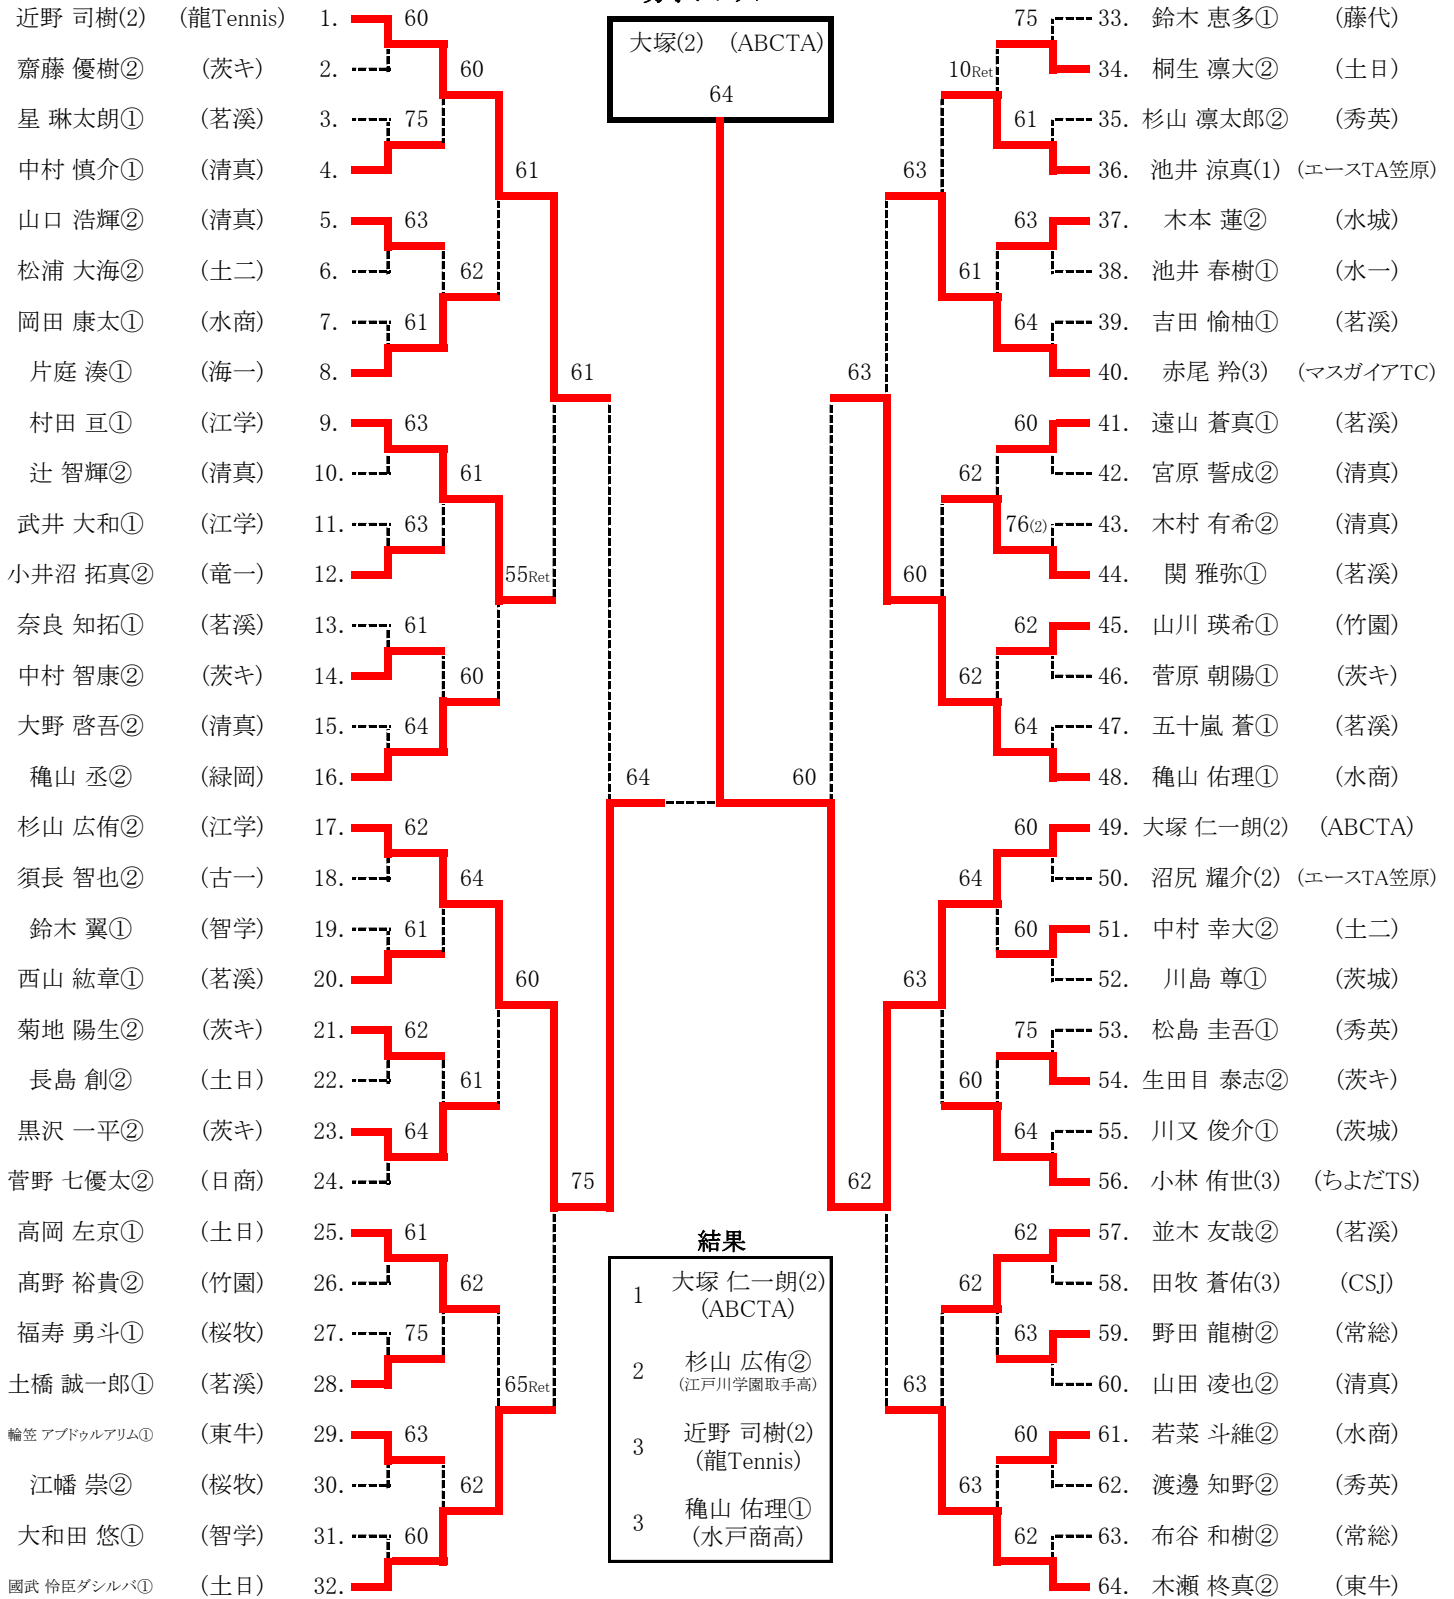 大塚(2) (ABCTA)
64
近野 司樹(2) (龍Tennis) 1.
齋藤 優樹② (茨キ) 2.
星 琳太朗① (茗溪) 3.
中村 慎介① (清真) 4.
山口 浩輝② (清真) 5.
松浦 大海② (土二) 6.
岡田 康太① (水商) 7.
片庭 湊① (海一) 8.
村田 亘① (江学) 9.
辻 智輝② (清真) 10.
武井 大和① (江学) 11.
小井沼 拓真② (竜一) 12.
奈良 知拓① (茗溪) 13.
中村 智康② (茨キ) 14.
大野 啓吾② (清真) 15.
穐山 丞② (緑岡) 16.
杉山 広侑② (江学) 17.
須長 智也② (古一) 18.
鈴木 翼① (智学) 19.
西山 紘章① (茗溪) 20.
菊地 陽生② (茨キ) 21.
長島 創② (土日) 22.
黒沢 一平② (茨キ) 23.
菅野 七優太② (日商) 24.
高岡 左京① (土日) 25.
髙野 裕貴② (竹園) 26.
福寿 勇斗① (桜牧) 27.
土橋 誠一郎① (茗溪) 28.
輪笠 アブドゥルアリム① (東牛) 29.
江幡 崇② (桜牧) 30.
大和田 悠① (智学) 31.
國武 怜臣ダシルバ① (土日) 32.
60
75
63
61
63
63
61
64
62
61
62
64
61
75
63
60
60
62
61
60
64
61
62
62
61
55Ret
60
65Ret
61
75
64
60
63
62
63
60
63
63
10Ret
61
62
62
64
60
62
63
75
61
63
64
60
76(2)
62
64
60
60
75
64
62
63
60
62
33. 鈴木 恵多① (藤代)
34. 桐生 凛大② (土日)
35. 杉山 凛太郎② (秀英)
36. 池井 涼真(1) (エースTA笠原)
37. 木本 蓮② (水城)
38. 池井 春樹① (水一)
39. 吉田 愉柚① (茗溪)
40. 赤尾 羚(3) (マスガイアTC)
41. 遠山 蒼真① (茗溪)
42. 宮原 誓成② (清真)
43. 木村 有希② (清真)
44. 関 雅弥① (茗溪)
45. 山川 瑛希① (竹園)
46. 菅原 朝陽① (茨キ)
47. 五十嵐 蒼① (茗溪)
48. 穐山 佑理① (水商)
49. 大塚 仁一朗(2) (ABCTA)
50. 沼尻 耀介(2) (エースTA笠原)
51. 中村 幸大② (土二)
52. 川島 尊① (茨城)
53. 松島 圭吾① (秀英)
54. 生田目 泰志② (茨キ)
55. 川又 俊介① (茨城)
56. 小林 侑世(3) (ちよだTS)
57. 並木 友哉② (茗溪)
58. 田牧 蒼佑(3) (CSJ)
59. 野田 龍樹② (常総)
60. 山田 凌也② (清真)
61. 若菜 斗維② (水商)
62. 渡邊 知野② (秀英)
63. 布谷 和樹② (常総)
64. 木瀬 柊真② (東牛)
結果
1 大塚 仁一朗(2)
(ABCTA)
2 杉山 広侑②
(江戸川学園取手高)
3 近野 司樹(2)
(龍Tennis)
3 穐山 佑理①
(水戸商高)